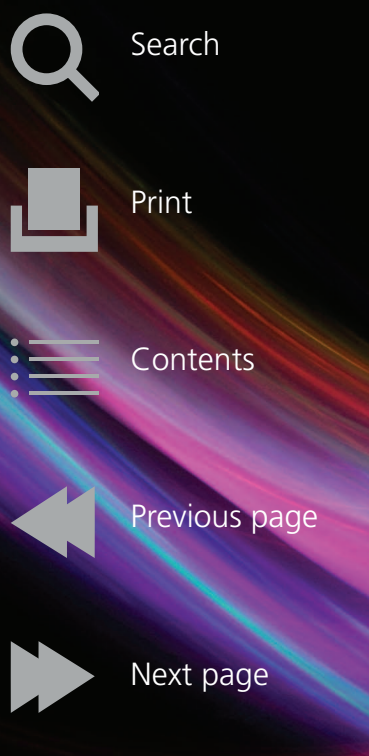 Search
Print
Contents
Previous page
Next page